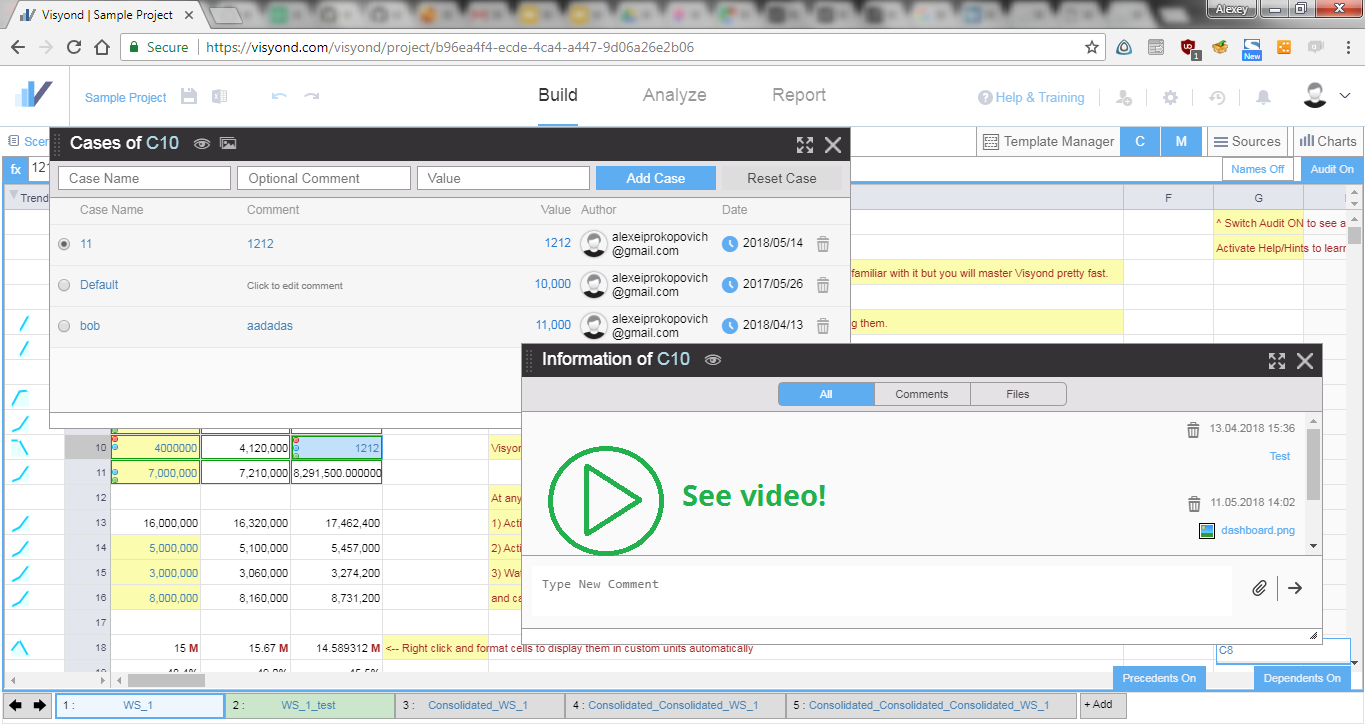 Visyond | Sample Project
Alexey
Secure
https://visyond.com/visyond/project/b96ea4f4-ecde-4ca4-a447-9d06a26e2b06
1
New
Sample Project
Build
Analyze
Report
Help & Training
Scer
Template Manager
C
M
Sources
Charts
fx
121
Names Off
Audit On
Trend
F
G
Cases of C10
Case Name
Optional Comment
Value
Add Case
Reset Case
Case Name Comment Value Author Date
11 1212 1212 alexeiprokopovich 2018/05/14
@gmail.com
Default Click to edit comment 10,000 alexeiprokopovich 2017/05/26
@gmail.com
bob aadadas 11,000 alexeiprokopovich 2018/04/13
@gmail.com
^ Switch Audit ON to see a
Activate Help/Hints to learn
familiar with it but you will master Visyond pretty fast.
g them.
Information of C10
All
Comments
Files
13.04.2018 15:36
Test
11.05.2018 14:02
dashboard.png
See video!
Type New Comment
10 4000000 4,120,000 1212 Visyon
11 7,000,000 7,210,000 8,291,500.000000
12 At any
13 16,000,000 16,320,000 17,462,400 1) Acti
14 5,000,000 5,100,000 5,457,000 2) Acti
15 3,000,000 3,060,000 3,274,200 3) Wat
16 8,000,000 8,160,000 8,731,200 and ca
17
18 15 M 15.67 M 14.589312 M <-- Right click and format cells to display them in custom units automatically
C8
Precedents On
Dependents On
1 : WS_1
2 : WS_1_test
3 : Consolidated_WS_1
4 : Consolidated_Consolidated_WS_1
5 : Consolidated_Consolidated_Consolidated_WS_1
+ Add